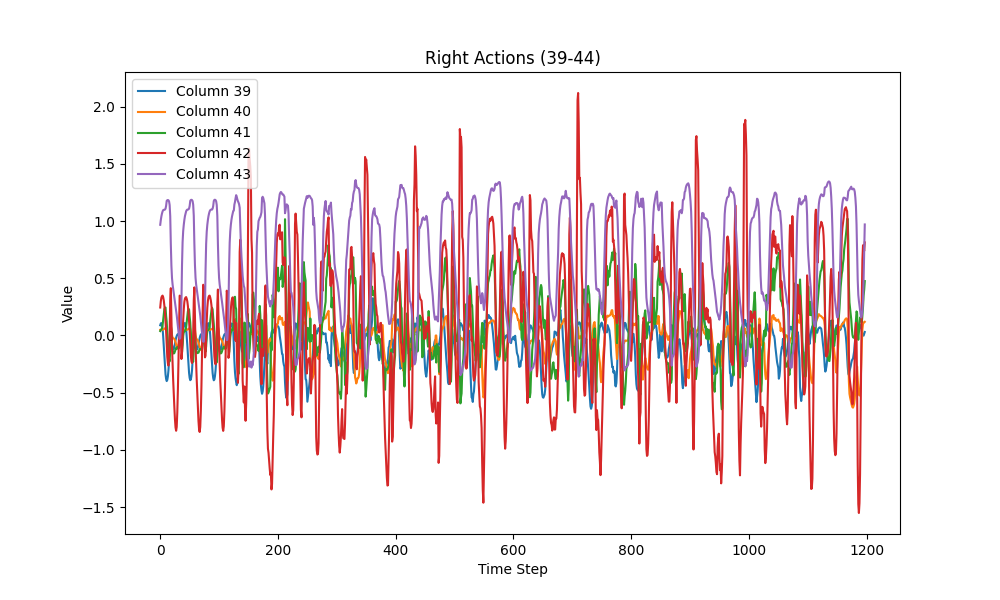 Right Actions (39-44)
Column 39
Column 40
Column 41
Column 42
Column 43
Value
2.0
1.5
1.0
0.5
0.0
−0.5
−1.0
−1.5
0 200 400 600 800 1000 1200
Time Step